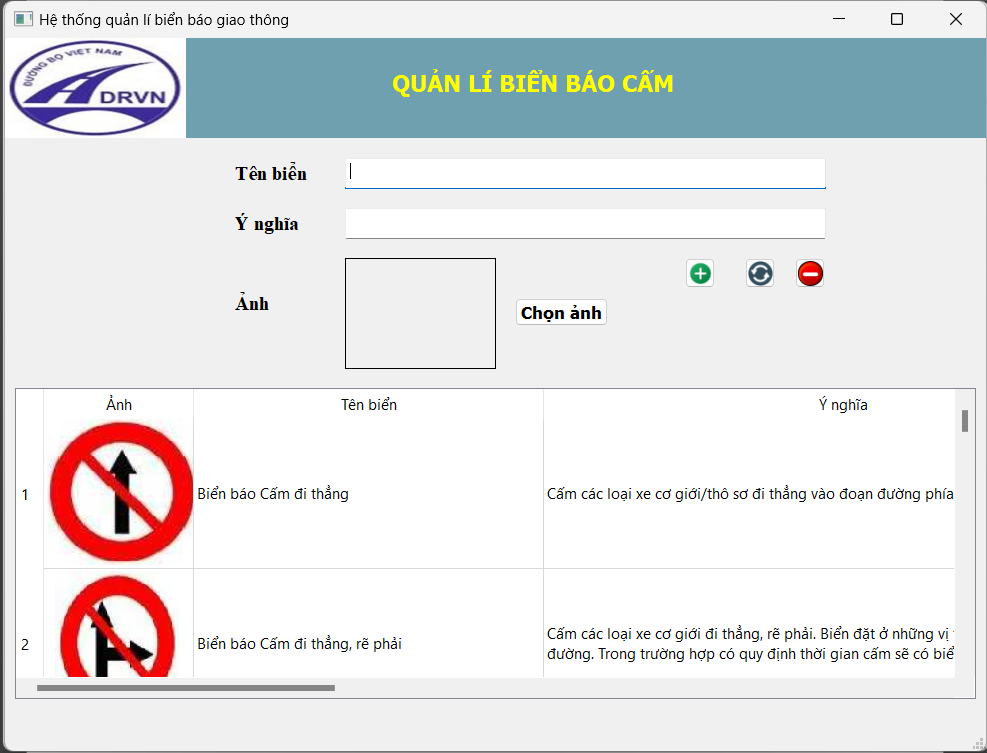 Hệ thống quản lí biển báo giao thông
ĐƯỜNG BỘ VIỆT NAM
DRVN
QUẢN LÍ BIỂN BÁO CẤM
Tên biển
Ý nghĩa
Ảnh
Chọn ảnh
Ảnh Tên biển Ý nghĩa
1 Biển báo Cấm đi thẳng Cấm các loại xe cơ giới/thô sơ đi thẳng vào đoạn đường phía
2 Biển báo Cấm đi thẳng, rẽ phải Cấm các loại xe cơ giới đi thẳng, rẽ phải. Biển đặt ở những vị
đường. Trong trường hợp có quy định thời gian cấm sẽ có biể